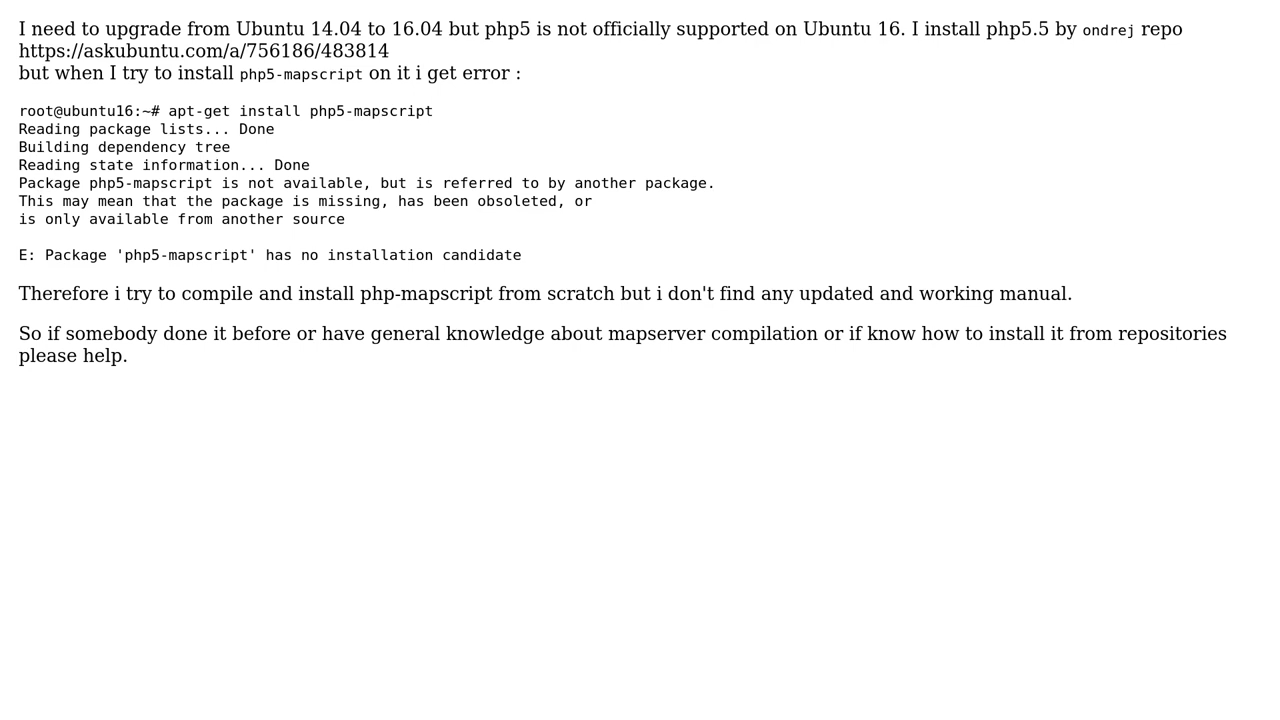 I need to upgrade from Ubuntu 14.04 to 16.04 but php5 is not officially supported on Ubuntu 16. I install php5.5 by ondrej repo
https://askubuntu.com/a/756186/483814
but when I try to install php5-mapscript on it i get error :
root@ubuntu16:~# apt-get install php5-mapscript
Reading package lists... Done
Building dependency tree
Reading state information... Done
Package php5-mapscript is not available, but is referred to by another package.
This may mean that the package is missing, has been obsoleted, or
is only available from another source
E: Package 'php5-mapscript' has no installation candidate
Therefore i try to compile and install php-mapscript from scratch but i don't find any updated and working manual.
So if somebody done it before or have general knowledge about mapserver compilation or if know how to install it from repositories
please help.